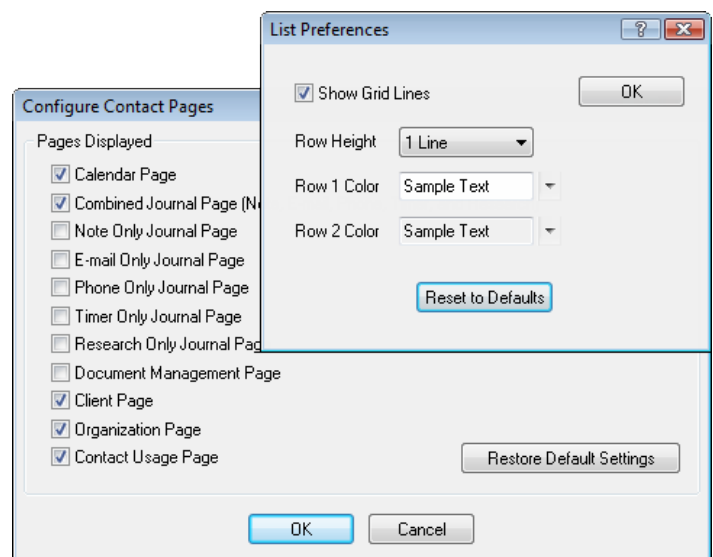 List Preferences
Show Grid Lines
OK
Row Height 1 Line
Row 1 Color Sample Text
Row 2 Color Sample Text
Reset to Defaults
Configure Contact Pages
Pages Displayed
Calendar Page
Combined Journal Page
Note Only Journal Page
E-mail Only Journal Page
Phone Only Journal Page
Timer Only Journal Page
Research Only Journal
Document Management Page
Client Page
Organization Page
Contact Usage Page
Restore Default Settings
OK Cancel